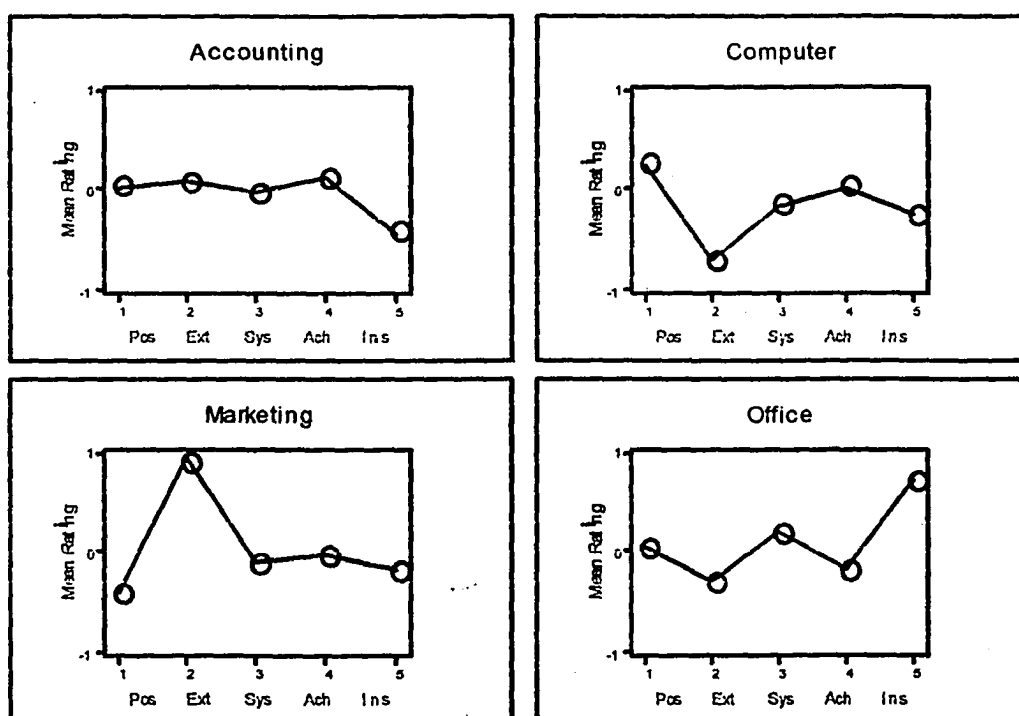 Accounting
1
0
-1
Mean Rating
1 2 3 4 5
Pos Ext Sys Ach Ins
Computer
1
0
-1
Mean Rating
1 2 3 4 5
Pos Ext Sys Ach Ins
Marketing
1
0
-1
Mean Rating
1 2 3 4 5
Pos Ext Sys Ach Ins
Office
1
0
-1
Mean Rating
1 2 3 4 5
Pos Ext Sys Ach Ins